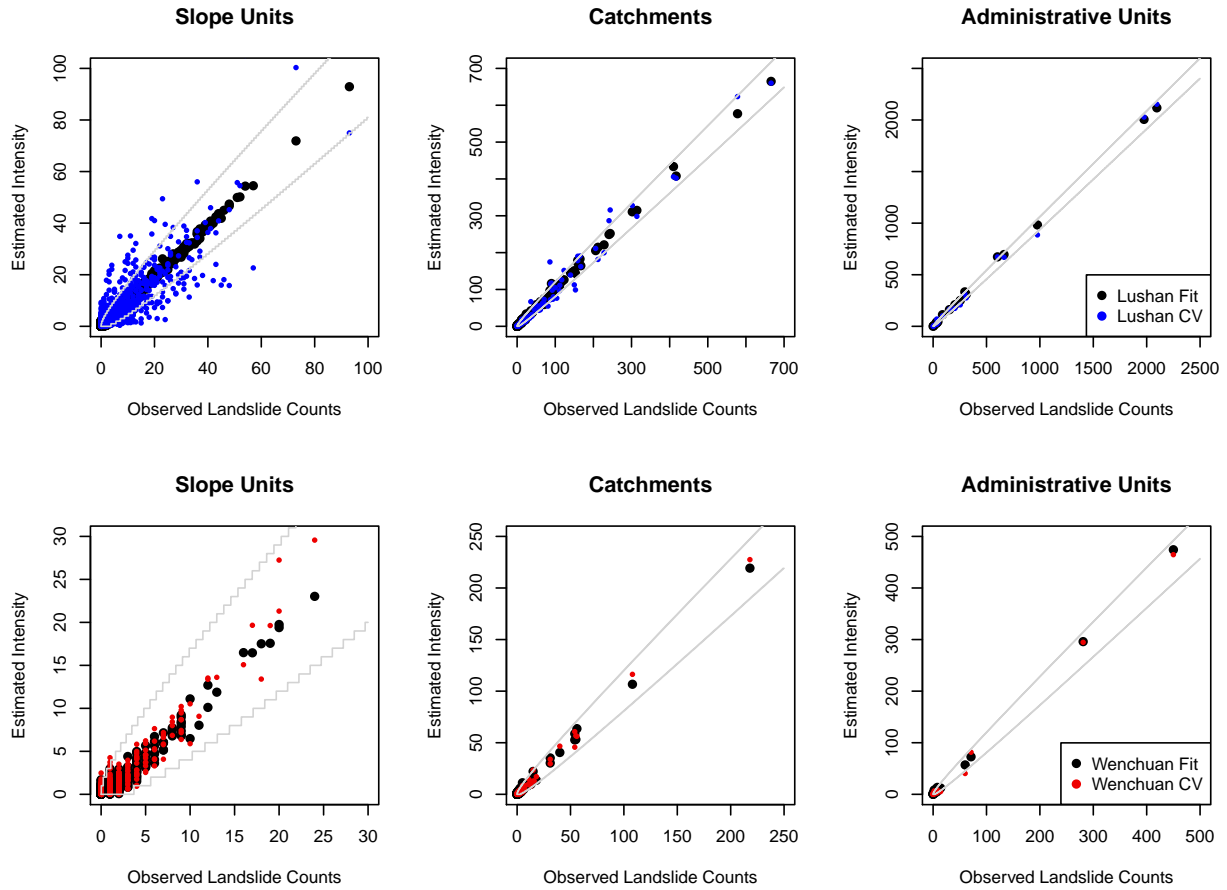 Slope Units
Catchments
Administrative Units
Estimated Intensity
0 20 40 60 80 100
0 20 40 60 80 100
Observed Landslide Counts
Estimated Intensity
0 100 300 500 700
0 100 200 300 400 500 600 700
Observed Landslide Counts
Estimated Intensity
0 500 1000 2000
0 500 1000 1500 2000 2500
Observed Landslide Counts
Lushan Fit
Lushan CV
Slope Units
Catchments
Administrative Units
Estimated Intensity
0 5 10 15 20 25 30
0 5 10 15 20 25 30
Observed Landslide Counts
Estimated Intensity
0 50 100 150 200 250
0 50 100 150 200 250
Observed Landslide Counts
Estimated Intensity
0 100 200 300 400 500
0 100 200 300 400 500
Observed Landslide Counts
Wenchuan Fit
Wenchuan CV